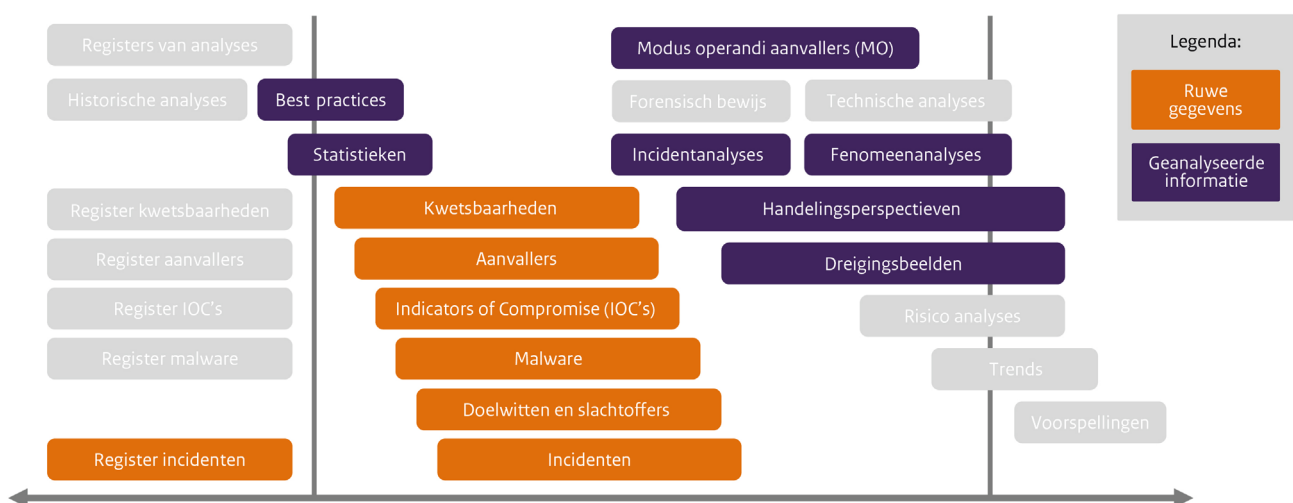 Registers van analyses
Modus operandi aanvallers (MO)
Legenda:
Historische analyses
Best practices
Forensisch bewijs
Technische analyses
Ruwe
gegevens
Statistieken
Incidentanalyses
Fenomeenanalyses
Geanalyseerde
informatie
Register kwetsbaarheden
Kwetsbaarheden
Handelingsperspectieven
Register aanvallers
Aanvallers
Dreigingsbeelden
Register IOC's
Indicators of Compromise (IOC's)
Risico analyses
Register malware
Malware
Trends
Doelwitten en slachtoffers
Voorspellingen
Register incidenten
Incidenten